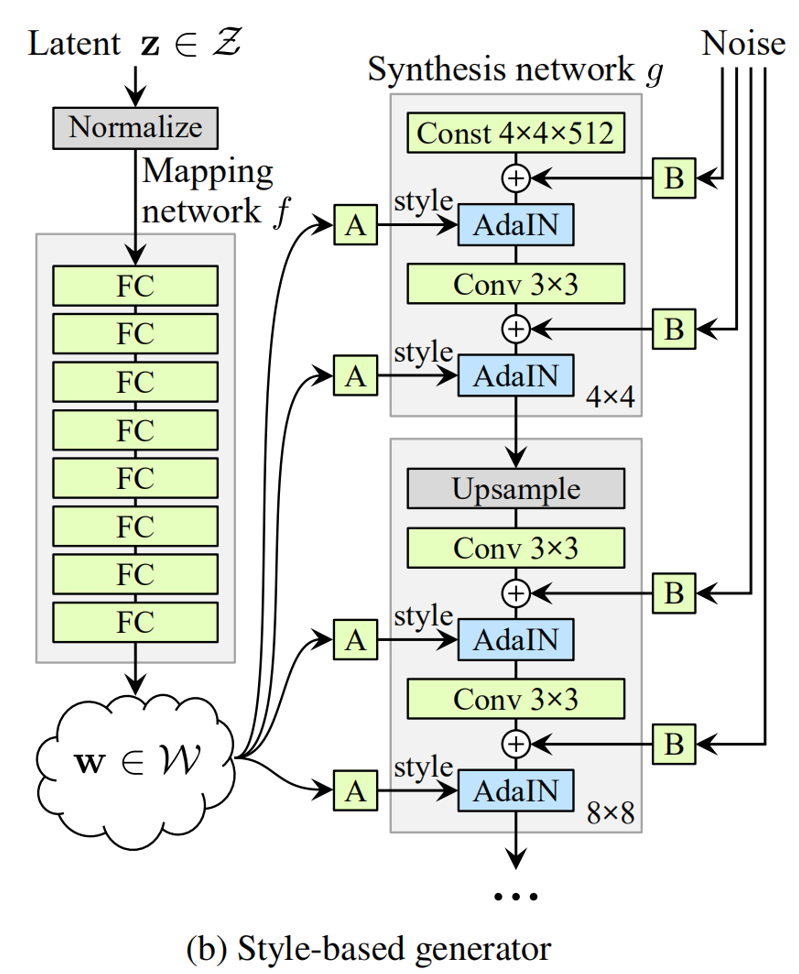 Latent z ∈ 𝒵
Normalize
Mapping
network f
FC
FC
FC
FC
FC
FC
FC
FC
w ∈ 𝒲
Noise
Synthesis network g
Const 4×4×512
B
A
style
AdaIN
Conv 3×3
B
A
style
AdaIN
4×4
Upsample
Conv 3×3
B
A
style
AdaIN
Conv 3×3
B
A
style
AdaIN
8×8
...
(b) Style-based generator